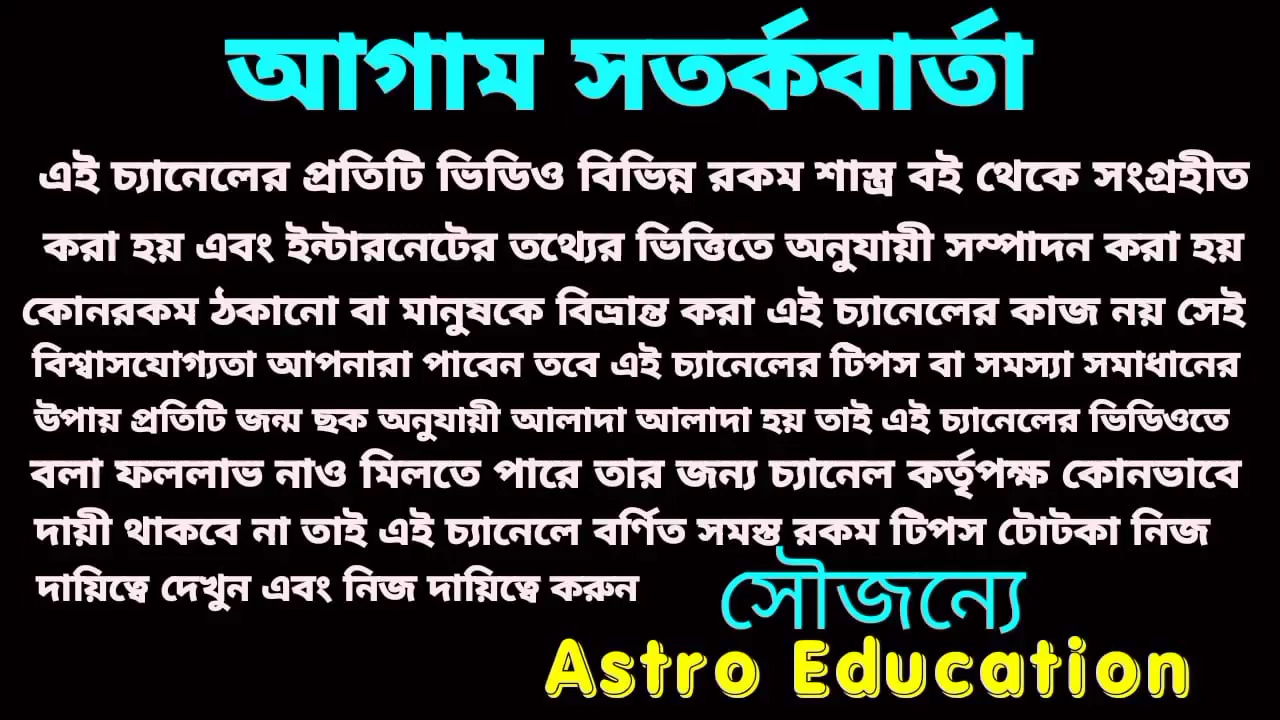 আগাম সতর্কবার্তা
এই চ্যানেলের প্রতিটি ভিডিও বিভিন্ন রকম শাস্ত্র বই থেকে সংগ্রহীত
করা হয় এবং ইন্টারনেটের তথ্যের ভিত্তিতে অনুযায়ী সম্পাদন করা হয়
কোনরকম ঠকানো বা মানুষকে বিভ্রান্ত করা এই চ্যানেলের কাজ নয় সেই
বিশ্বাসযোগ্যতা আপনারা পাবেন তবে এই চ্যানেলের টিপস বা সমস্যা সমাধানের
উপায় প্রতিটি জন্ম ছক অনুযায়ী আলাদা আলাদা হয় তাই এই চ্যানেলের ভিডিওতে
বলা ফললাভ নাও মিলতে পারে তার জন্য চ্যানেল কর্তৃপক্ষ কোনভাবে
দায়ী থাকবে না তাই এই চ্যানেলে বর্ণিত সমস্ত রকম টিপস টোটকা নিজ
দায়িত্বে দেখুন এবং নিজ দায়িত্বে করুন
সৌজন্যে
Astro Education